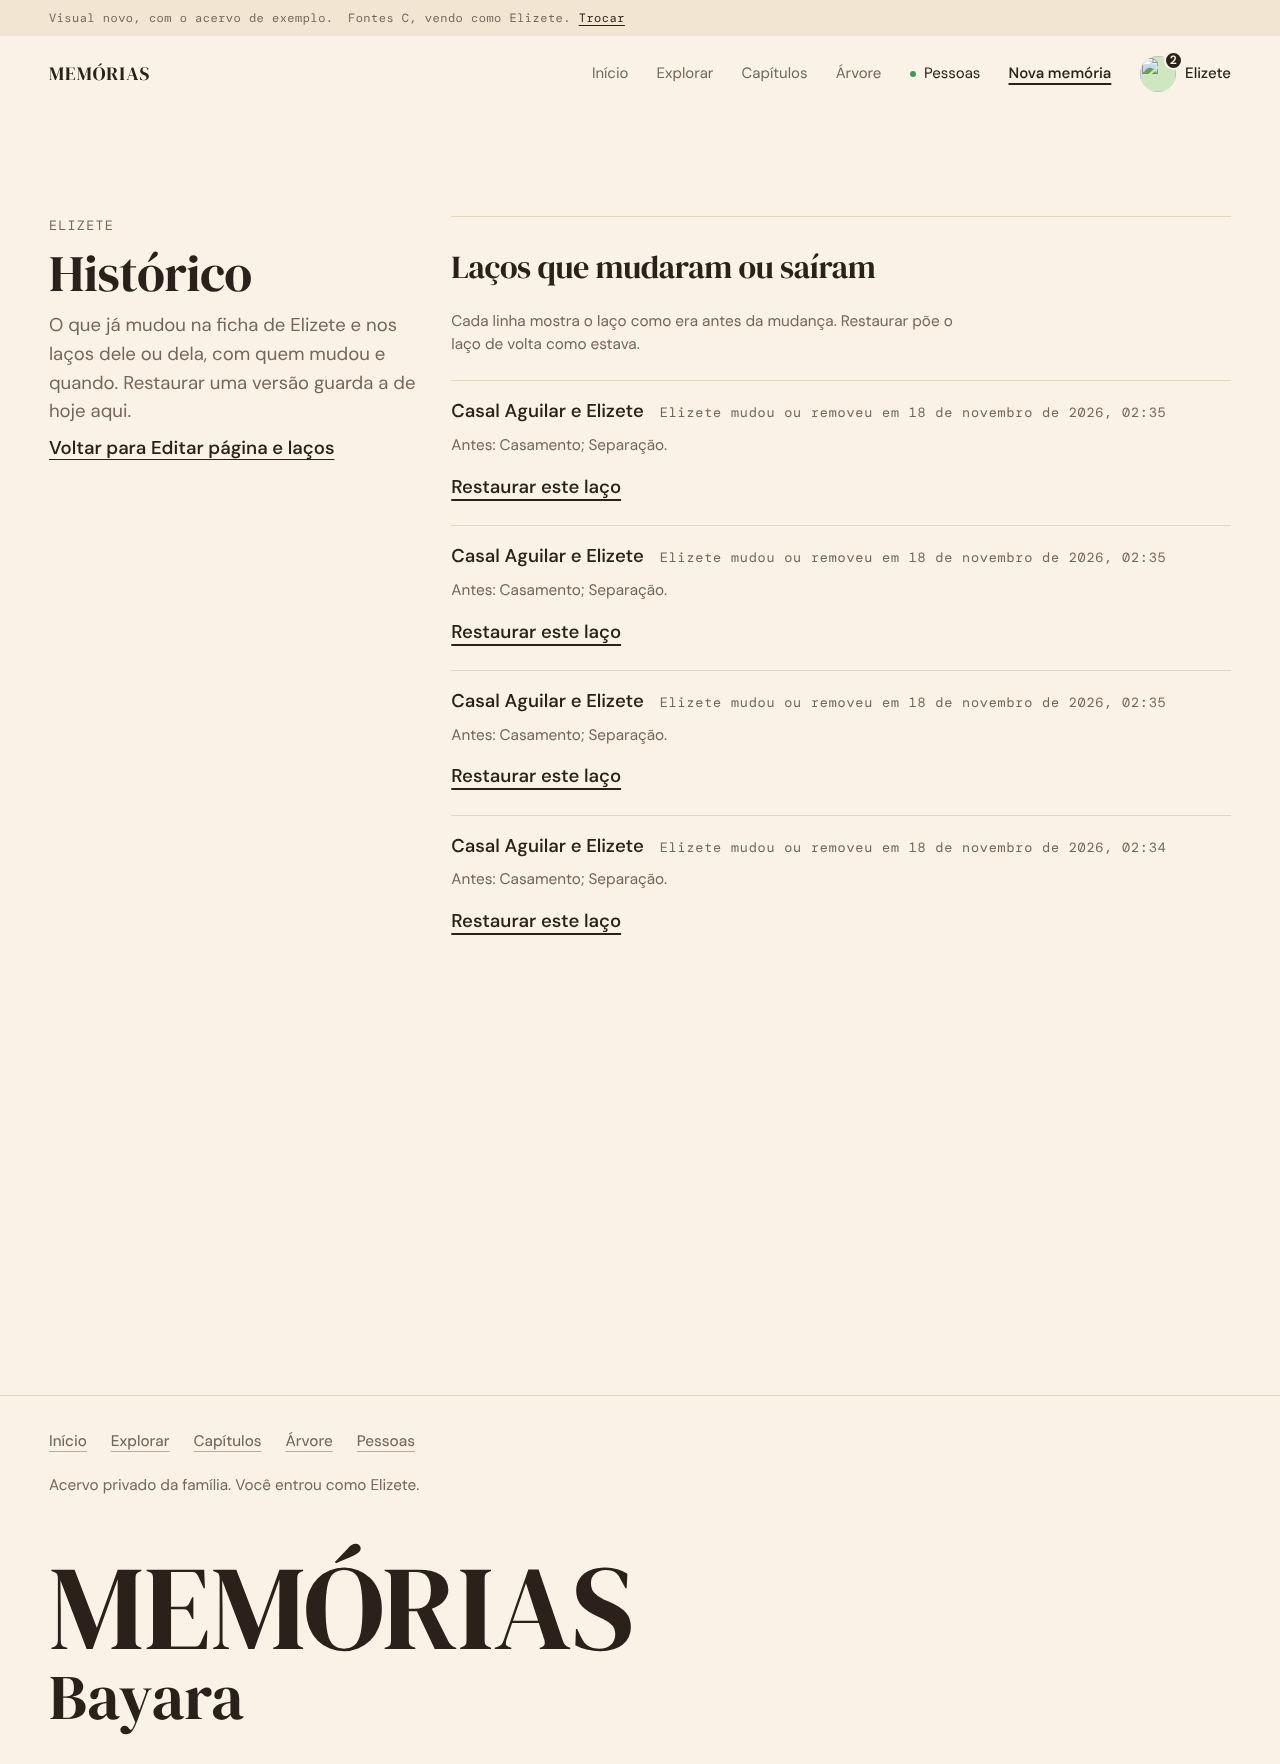 Visual novo, com o acervo de exemplo. Fontes C, vendo como Elizete. Trocar
MEMÓRIAS
Início Explorar Capítulos Árvore Pessoas Nova memória 2 Elizete
ELIZETE
Histórico
O que já mudou na ficha de Elizete e nos
laços dele ou dela, com quem mudou e
quando. Restaurar uma versão guarda a de
hoje aqui.
Voltar para Editar página e laços
Laços que mudaram ou saíram
Cada linha mostra o laço como era antes da mudança. Restaurar põe o
laço de volta como estava.
Casal Aguilar e Elizete Elizete mudou ou removeu em 18 de novembro de 2026, 02:35
Antes: Casamento; Separação.
Restaurar este laço
Casal Aguilar e Elizete Elizete mudou ou removeu em 18 de novembro de 2026, 02:35
Antes: Casamento; Separação.
Restaurar este laço
Casal Aguilar e Elizete Elizete mudou ou removeu em 18 de novembro de 2026, 02:35
Antes: Casamento; Separação.
Restaurar este laço
Casal Aguilar e Elizete Elizete mudou ou removeu em 18 de novembro de 2026, 02:34
Antes: Casamento; Separação.
Restaurar este laço
Início Explorar Capítulos Árvore Pessoas
Acervo privado da família. Você entrou como Elizete.
MEMÓRIAS
Bayara